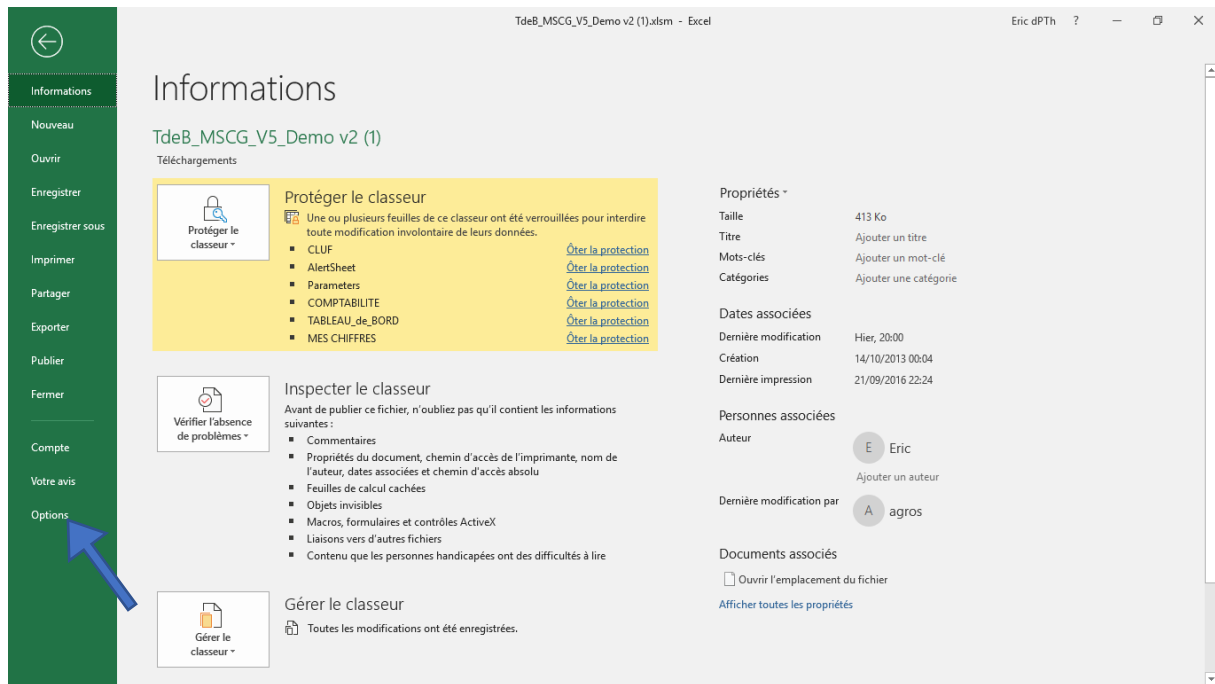 TdeB_MSCG_V5_Demo v2 (1).xlsm - Excel
Eric dPTh ?
Informations
Nouveau
Ouvrir
Enregistrer
Enregistrer sous
Imprimer
Partager
Exporter
Publier
Fermer
Compte
Votre avis
Options
Informations
TdeB_MSCG_V5_Demo v2 (1)
Téléchargements
Protéger le
classeur
Protéger le classeur
Une ou plusieurs feuilles de ce classeur ont été verrouillées pour interdire
toute modification involontaire de leurs données.
CLUF Ôter la protection
AlertSheet Ôter la protection
Parameters Ôter la protection
COMPTABILITE Ôter la protection
TABLEAU_de_BORD Ôter la protection
MES CHIFFRES Ôter la protection
Vérifier l'absence
de problèmes
Inspecter le classeur
Avant de publier ce fichier, n'oubliez pas qu'il contient les informations
suivantes :
Commentaires
Propriétés du document, chemin d'accès de l'imprimante, nom de
l'auteur, dates associées et chemin d'accès absolu
Feuilles de calcul cachées
Objets invisibles
Macros, formulaires et contrôles ActiveX
Liaisons vers d'autres fichiers
Contenu que les personnes handicapées ont des difficultés à lire
Gérer le
classeur
Gérer le classeur
Toutes les modifications ont été enregistrées.
Propriétés
Taille 413 Ko
Titre Ajouter un titre
Mots-clés Ajouter un mot-clé
Catégories Ajouter une catégorie
Dates associées
Dernière modification Hier, 20:00
Création 14/10/2013 00:04
Dernière impression 21/09/2016 22:24
Personnes associées
Auteur
E Eric
Ajouter un auteur
Dernière modification par
A agros
Documents associés
Ouvrir l'emplacement du fichier
Afficher toutes les propriétés